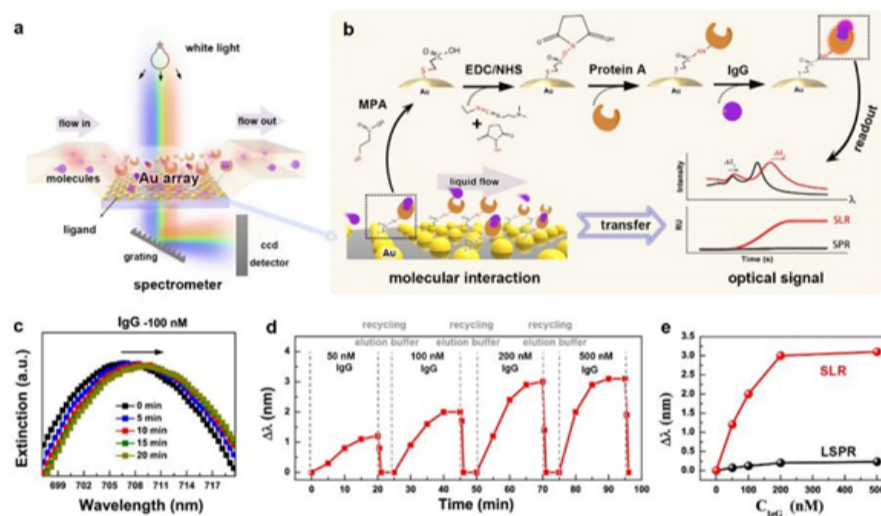 a
white light
flow in
flow out
molecules
Au array
ligand
grating
ccd
detector
spectrometer
b
MPA
EDC/NHS
Protein A
IgG
Au
Au
Au
Au
+
readout
liquid flow
Au
molecular interaction
transfer
Intensity
λ
RU
SLR
SPR
Time (s)
optical signal
c
IgG -100 nM
Extinction (a.u.)
0 min
5 min
10 min
15 min
20 min
699 702 705 708 711 714 717
Wavelength (nm)
d
recycling recycling recycling
elution buffer elution buffer elution buffer
50 nM 100 nM 200 nM 500 nM
IgG IgG IgG IgG
Δλ (nm)
4
3
2
1
0
0 10 20 30 40 50 60 70 80 90 100
Time (min)
e
Δλ (nm)
3.5
3.0
2.5
2.0
1.5
1.0
0.5
0.0
SLR
LSPR
0 100 200 300 400 500
C IgG (nM)